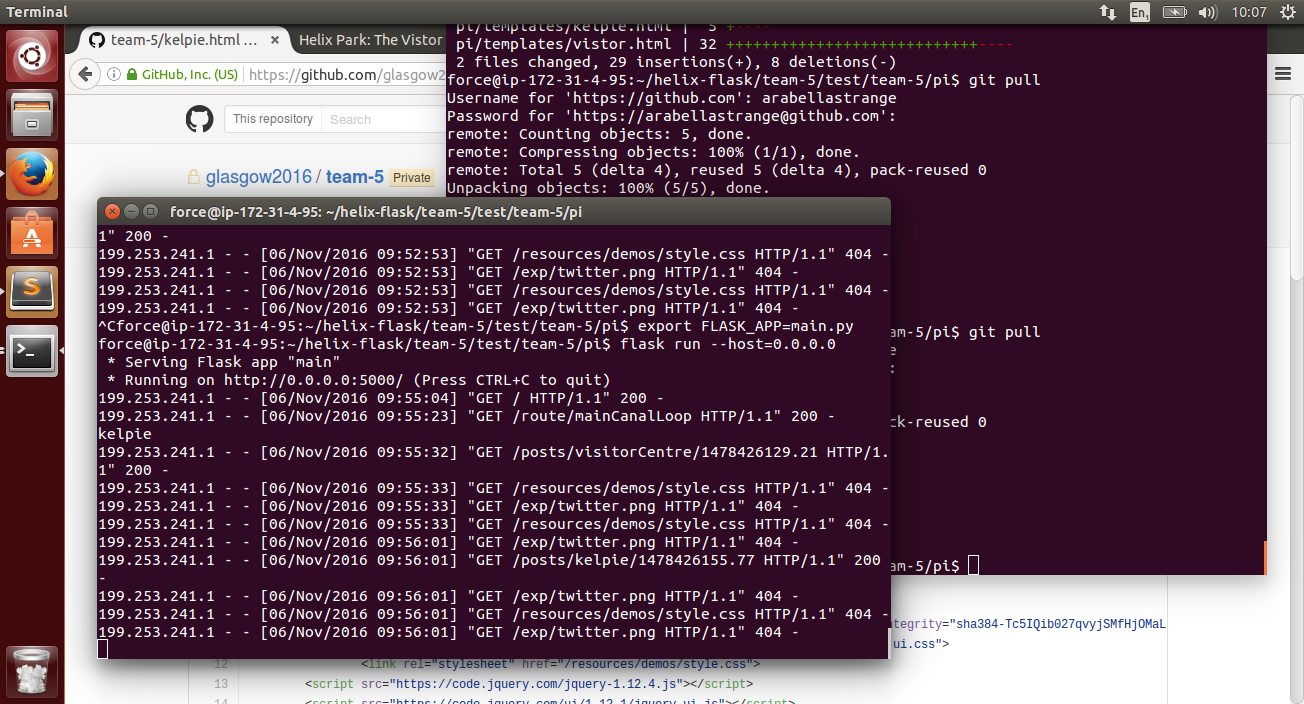 Terminal
En1
10:07
team-5/kelpie.html ...
Helix Park: The Vistor
GitHub, Inc. (US)
https://github.com/glasgow2
This repository
Search
glasgow2016 / team-5
Private
pi/templates/kelpie.html | 5 +----
pi/templates/vistor.html | 32 ++++++++++++++++++++++++++++----
2 files changed, 29 insertions(+), 8 deletions(-)
force@ip-172-31-4-95:~/helix-flask/team-5/test/team-5/pi$ git pull
Username for 'https://github.com': arabellastrange
Password for 'https://arabellastrange@github.com':
remote: Counting objects: 5, done.
remote: Compressing objects: 100% (1/1), done.
remote: Total 5 (delta 4), reused 5 (delta 4), pack-reused 0
Unpacking objects: 100% (5/5), done.
am-5/pi$ git pull
e
:
ck-reused 0
am-5/pi$
force@ip-172-31-4-95: ~/helix-flask/team-5/test/team-5/pi
1" 200 -
199.253.241.1 - - [06/Nov/2016 09:52:53] "GET /resources/demos/style.css HTTP/1.1" 404 -
199.253.241.1 - - [06/Nov/2016 09:52:53] "GET /exp/twitter.png HTTP/1.1" 404 -
199.253.241.1 - - [06/Nov/2016 09:52:53] "GET /resources/demos/style.css HTTP/1.1" 404 -
199.253.241.1 - - [06/Nov/2016 09:52:53] "GET /exp/twitter.png HTTP/1.1" 404 -
^Cforce@ip-172-31-4-95:~/helix-flask/team-5/test/team-5/pi$ export FLASK_APP=main.py
force@ip-172-31-4-95:~/helix-flask/team-5/test/team-5/pi$ flask run --host=0.0.0.0
* Serving Flask app "main"
* Running on http://0.0.0.0:5000/ (Press CTRL+C to quit)
199.253.241.1 - - [06/Nov/2016 09:55:04] "GET / HTTP/1.1" 200 -
199.253.241.1 - - [06/Nov/2016 09:55:23] "GET /route/mainCanalLoop HTTP/1.1" 200 -
kelpie
199.253.241.1 - - [06/Nov/2016 09:55:32] "GET /posts/visitorCentre/1478426129.21 HTTP/1.
1" 200 -
199.253.241.1 - - [06/Nov/2016 09:55:33] "GET /resources/demos/style.css HTTP/1.1" 404 -
199.253.241.1 - - [06/Nov/2016 09:55:33] "GET /exp/twitter.png HTTP/1.1" 404 -
199.253.241.1 - - [06/Nov/2016 09:55:33] "GET /resources/demos/style.css HTTP/1.1" 404 -
199.253.241.1 - - [06/Nov/2016 09:56:01] "GET /exp/twitter.png HTTP/1.1" 404 -
199.253.241.1 - - [06/Nov/2016 09:56:01] "GET /posts/kelpie/1478426155.77 HTTP/1.1" 200
-
199.253.241.1 - - [06/Nov/2016 09:56:01] "GET /exp/twitter.png HTTP/1.1" 404 -
199.253.241.1 - - [06/Nov/2016 09:56:01] "GET /resources/demos/style.css HTTP/1.1" 404 -
199.253.241.1 - - [06/Nov/2016 09:56:01] "GET /exp/twitter.png HTTP/1.1" 404 -
ntegrity="sha384-Tc5IQib027qvyjSMfHjOMaL
-ui.css">
12 <link rel="stylesheet" href="/resources/demos/style.css">
13 <script src="https://code.jquery.com/jquery-1.12.4.js"></script>
14 <script src="https://code.jquery.com/ui/1.12.1/jquery-ui.js"></script>